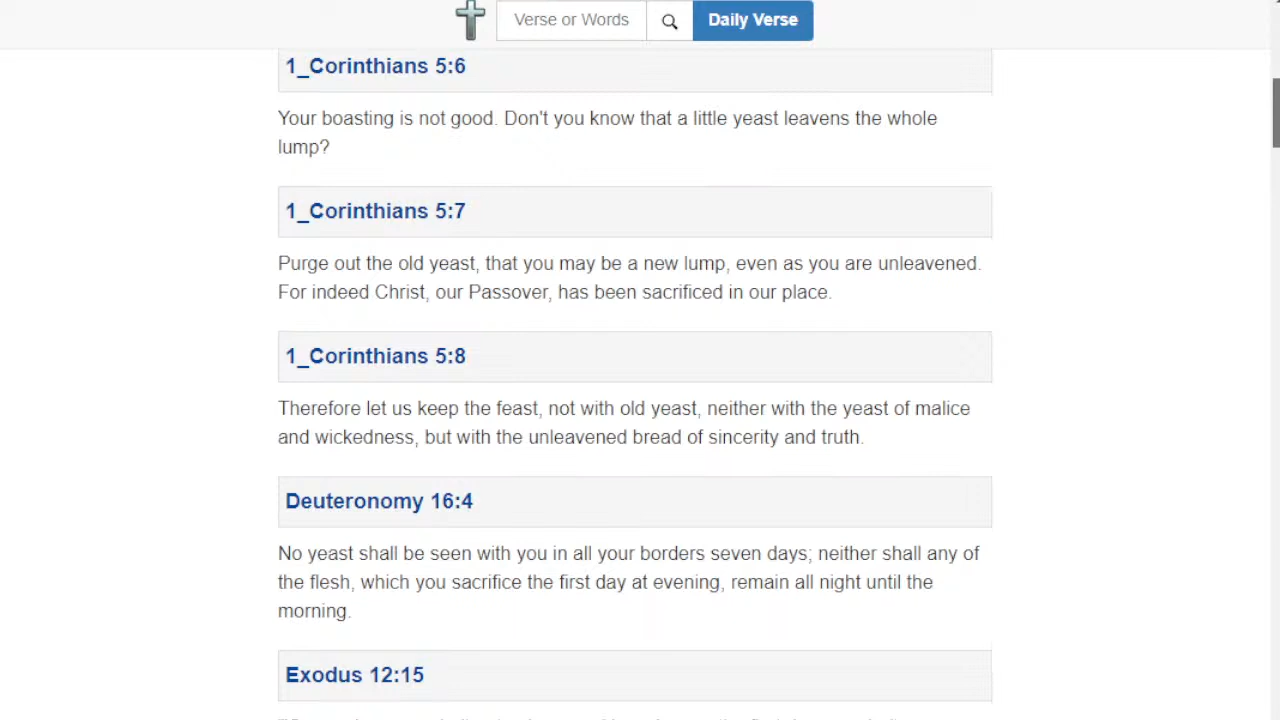 Verse or Words
Daily Verse
1_Corinthians 5:6
Your boasting is not good. Don't you know that a little yeast leavens the whole
lump?
1_Corinthians 5:7
Purge out the old yeast, that you may be a new lump, even as you are unleavened.
For indeed Christ, our Passover, has been sacrificed in our place.
1_Corinthians 5:8
Therefore let us keep the feast, not with old yeast, neither with the yeast of malice
and wickedness, but with the unleavened bread of sincerity and truth.
Deuteronomy 16:4
No yeast shall be seen with you in all your borders seven days; neither shall any of
the flesh, which you sacrifice the first day at evening, remain all night until the
morning.
Exodus 12:15